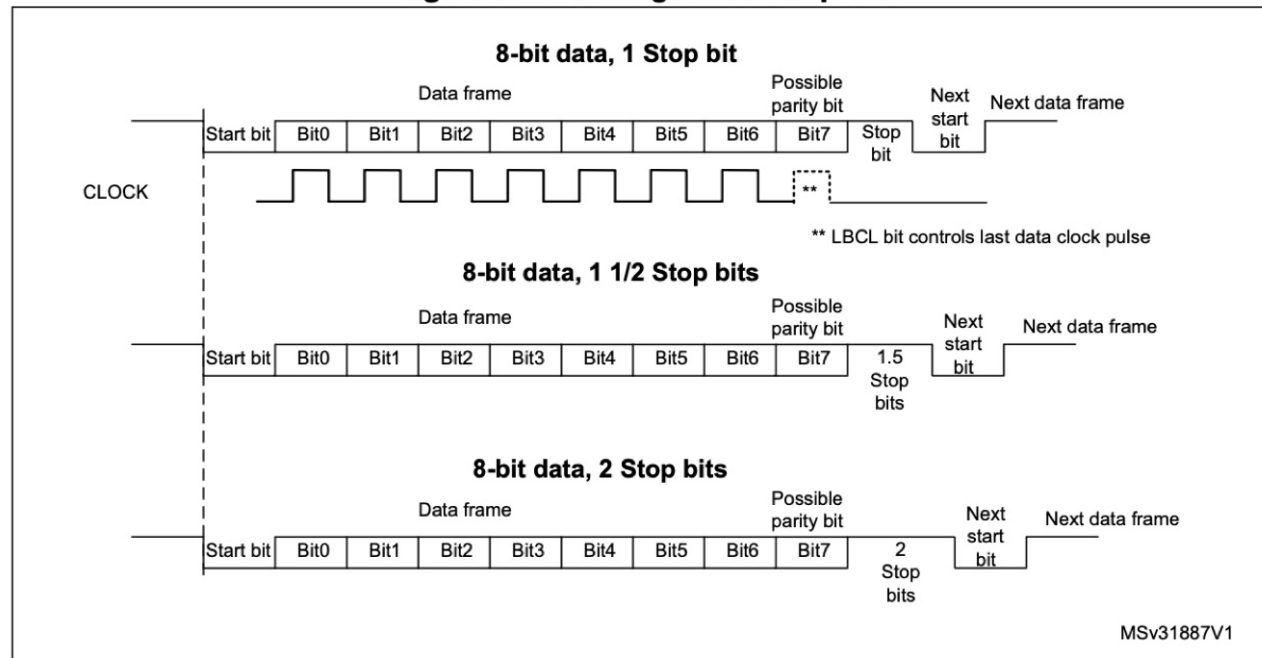 8-bit data, 1 Stop bit
Data frame
Possible
parity bit
Next
start
bit
Next data frame
Start bit Bit0 Bit1 Bit2 Bit3 Bit4 Bit5 Bit6 Bit7 Stop
bit
CLOCK
**
** LBCL bit controls last data clock pulse
8-bit data, 1 1/2 Stop bits
Data frame
Possible
parity bit
Next
start
bit
Next data frame
Start bit Bit0 Bit1 Bit2 Bit3 Bit4 Bit5 Bit6 Bit7 1.5
Stop
bits
8-bit data, 2 Stop bits
Data frame
Possible
parity bit
Next
start
bit
Next data frame
Start bit Bit0 Bit1 Bit2 Bit3 Bit4 Bit5 Bit6 Bit7 2
Stop
bits
MSv31887V1